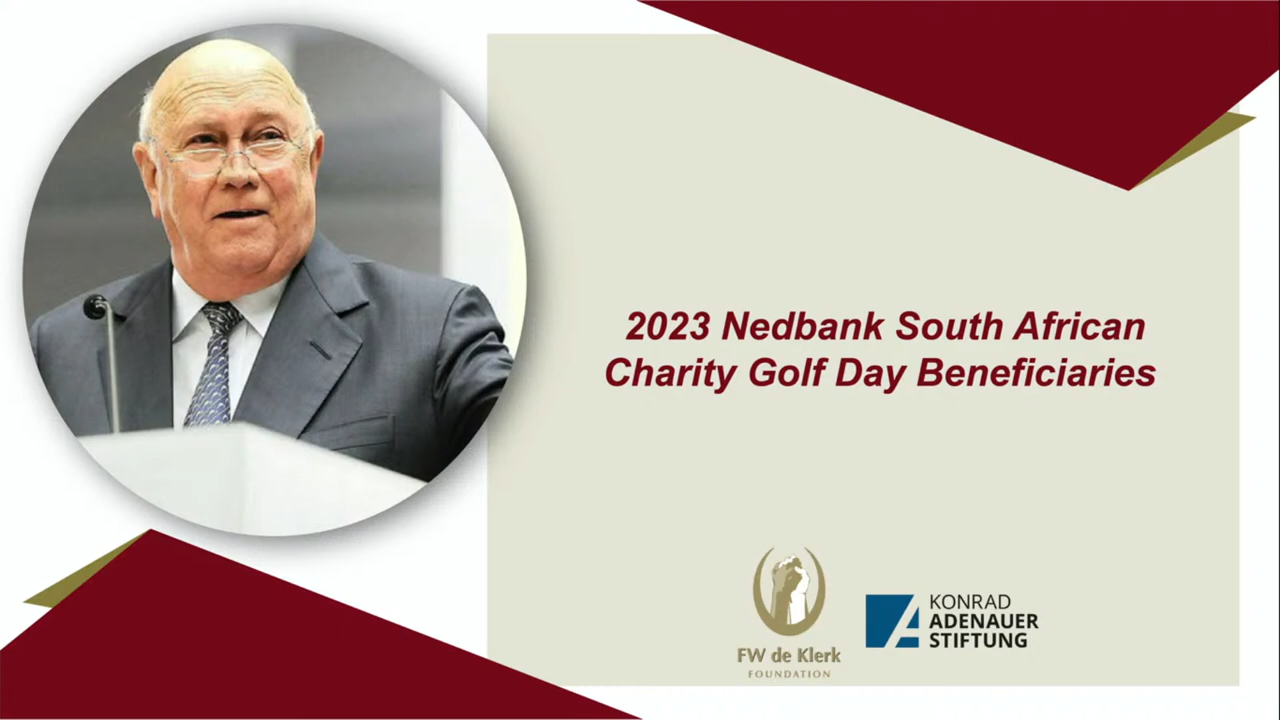 2023 Nedbank South African
Charity Golf Day Beneficiaries
FW de Klerk
FOUNDATION
KONRAD
ADENAUER
STIFTUNG